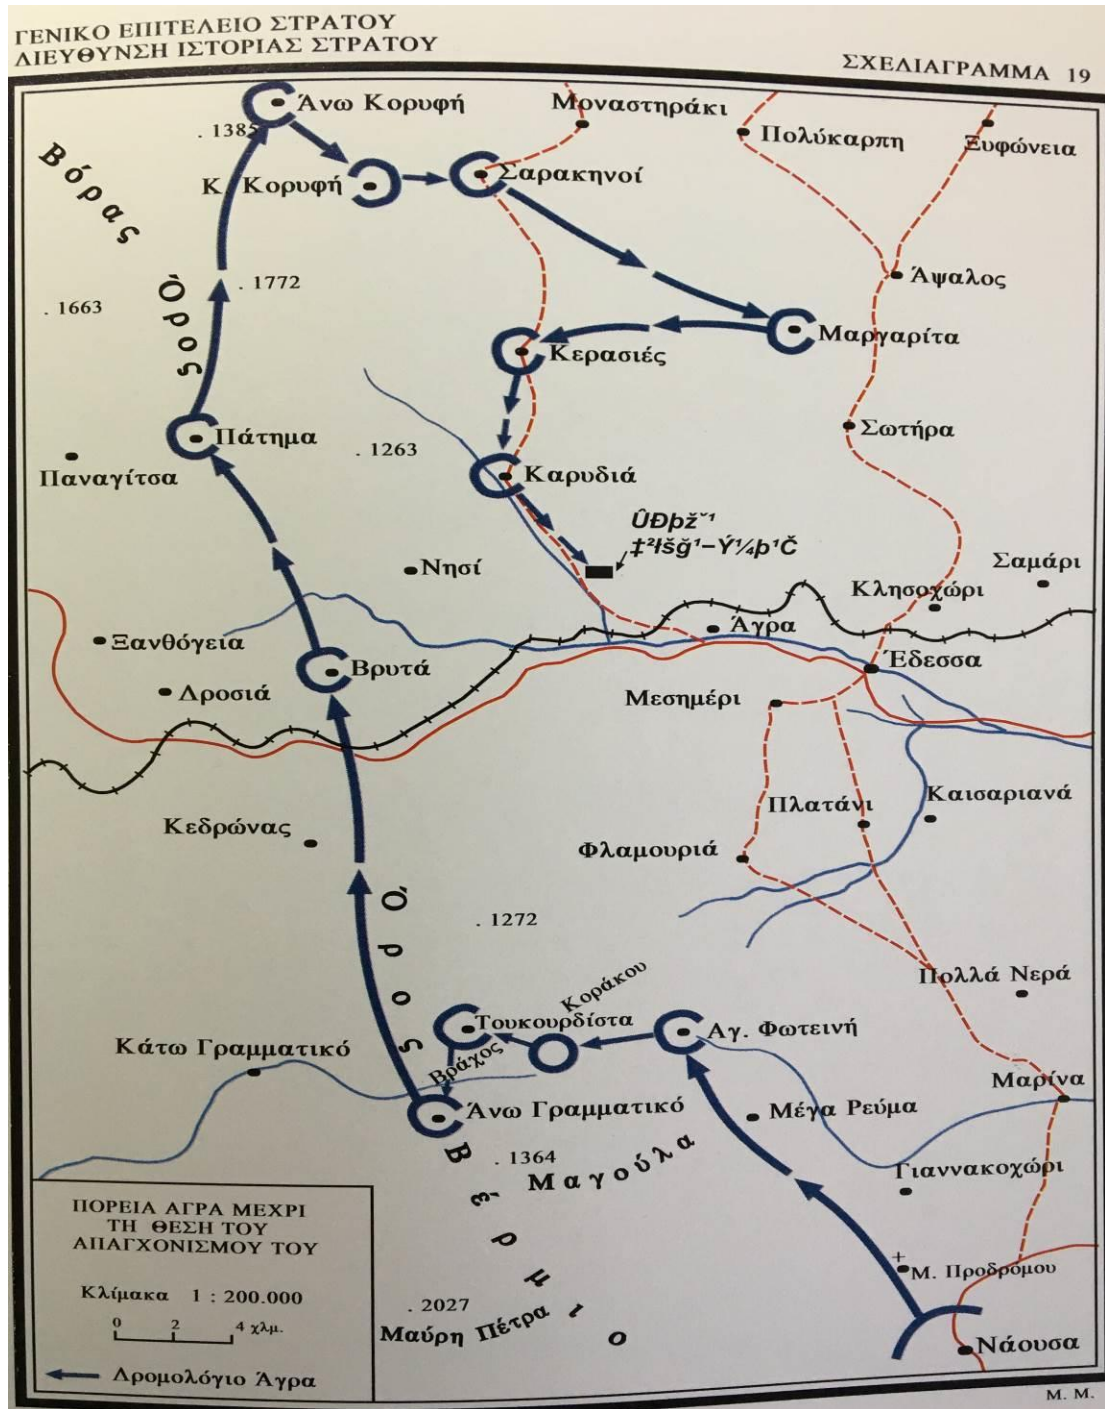 ΓΕΝΙΚΟ ΕΠΙΤΕΛΕΙΟ ΣΤΡΑΤΟΥ
ΔΙΕΥΘΥΝΣΗ ΙΣΤΟΡΙΑΣ ΣΤΡΑΤΟΥ
ΣΧΕΔΙΑΓΡΑΜΜΑ 19
Άνω Κορυφή
Μοναστηράκι
Πολύκαρπη
Ξυφώνεια
. 1385
Βόρας
Κ. Κορυφή
Σαρακηνοί
Άψαλος
. 1772
. 1663
Όρος
Μαργαρίτα
Κερασιές
Πάτημα
Σωτήρα
. 1263
Παναγίτσα
Καρυδιά
Νησί
Σαμάρι
Κλησοχώρι
Άγρα
Ξανθόγεια
Βρυτά
Έδεσσα
Δροσιά
Μεσημέρι
Πλατάνι
Καισαριανά
Κεδρώνας
Φλαμουριά
Όρος
. 1272
Πολλά Νερά
Κοράκου
Τουκουρδίστα
Αγ. Φωτεινή
Κάτω Γραμματικό
Βράχος
Μαρίνα
Άνω Γραμματικό
Μέγα Ρεύμα
. 1364
Μαγούλα
Γιαννακοχώρι
Βέρμιο
Μ. Προδρόμου
. 2027
Μαύρη Πέτρα
Νάουσα
ΠΟΡΕΙΑ ΑΓΡΑ ΜΕΧΡΙ
ΤΗ ΘΕΣΗ ΤΟΥ
ΑΠΑΓΧΟΝΙΣΜΟΥ ΤΟΥ
Κλίμακα 1 : 200.000
0 2 4 χλμ.
Δρομολόγιο Άγρα
Μ. Μ.